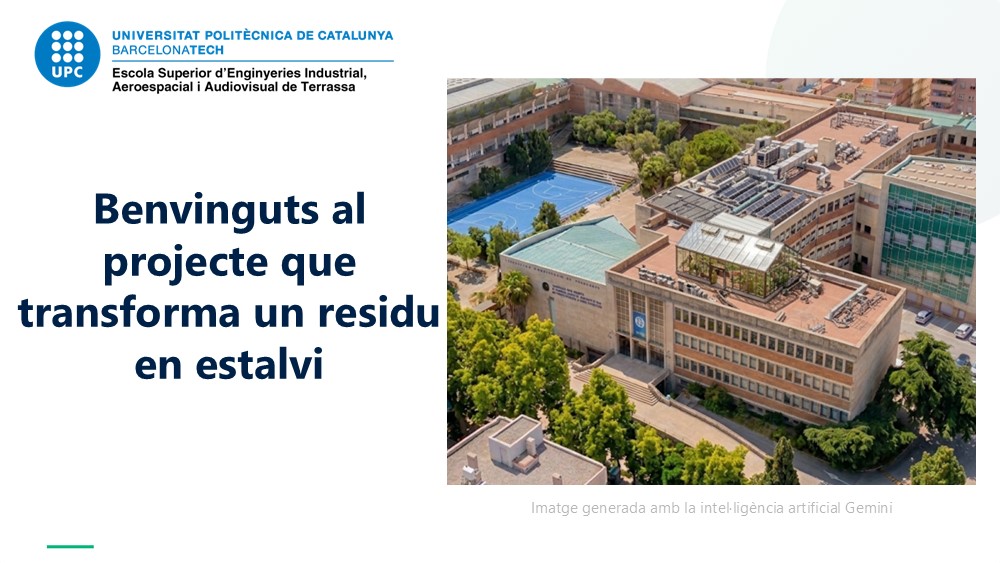 UPC
UNIVERSITAT POLITÈCNICA DE CATALUNYA
BARCELONATECH
Escola Superior d'Enginyeries Industrial,
Aeroespacial i Audiovisual de Terrassa
Benvinguts al
projecte que
transforma un residu
en estalvi
Imatge generada amb la intel·ligència artificial Gemini